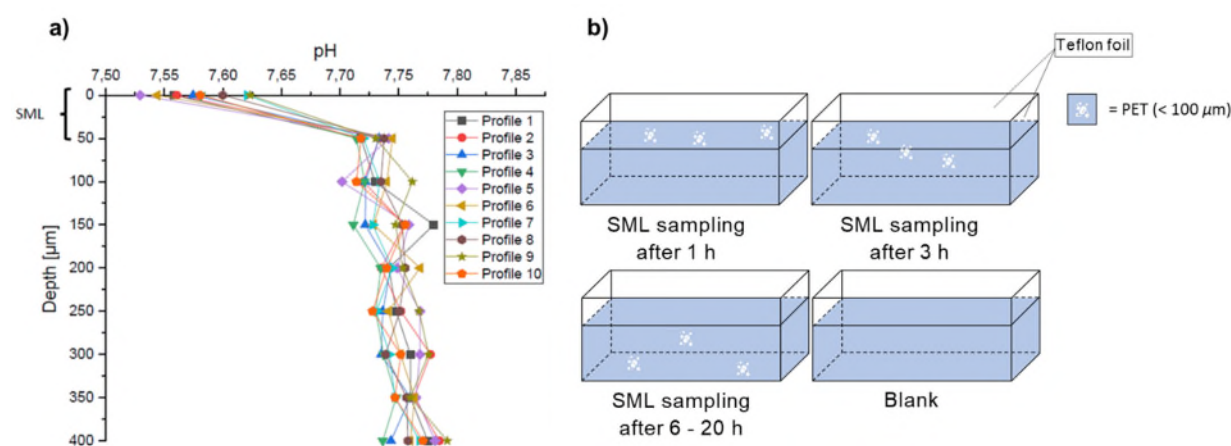 a)
pH
7,50 7,55 7,60 7,65 7,70 7,75 7,80 7,85
SML
0
50
100
150
200
250
300
350
400
Depth [µm]
Profile 1
Profile 2
Profile 3
Profile 4
Profile 5
Profile 6
Profile 7
Profile 8
Profile 9
Profile 10
b)
Teflon foil
= PET (< 100 µm)
SML sampling
after 1 h
SML sampling
after 3 h
SML sampling
after 6 - 20 h
Blank